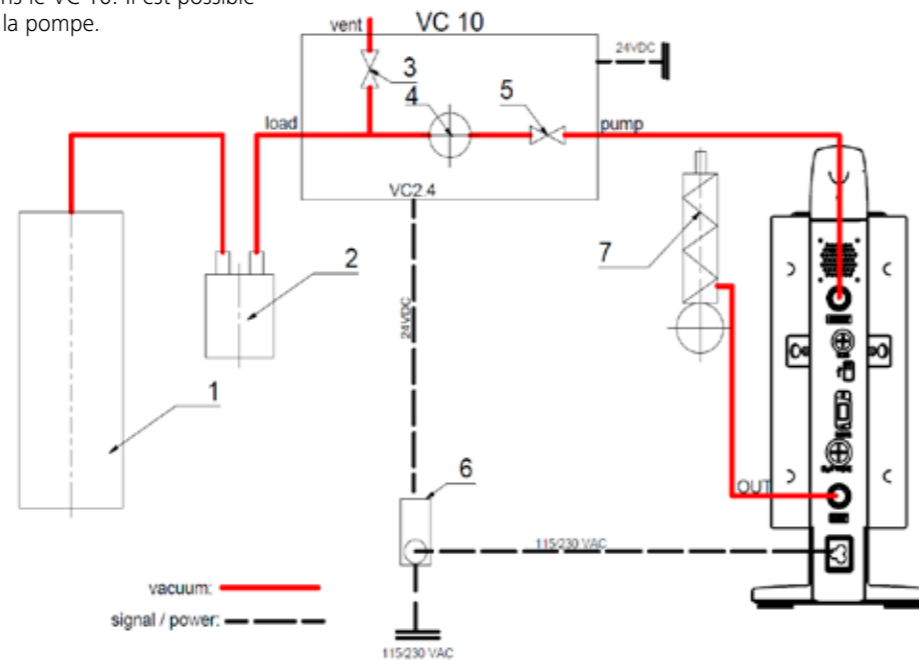 ns le VC 10. Il est possible
la pompe.
vent
VC 10
24VDC
3
4
5
load
pump
VC2.4
2
7
24VDC
1
6
OUT
115/230 VAC
vacuum:
signal / power:
115/230 VAC